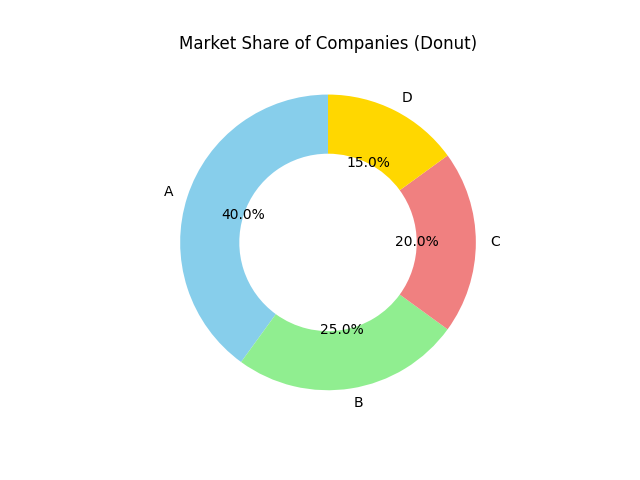 Market Share of Companies (Donut)
D
15.0%
A
40.0%
20.0%
C
25.0%
B